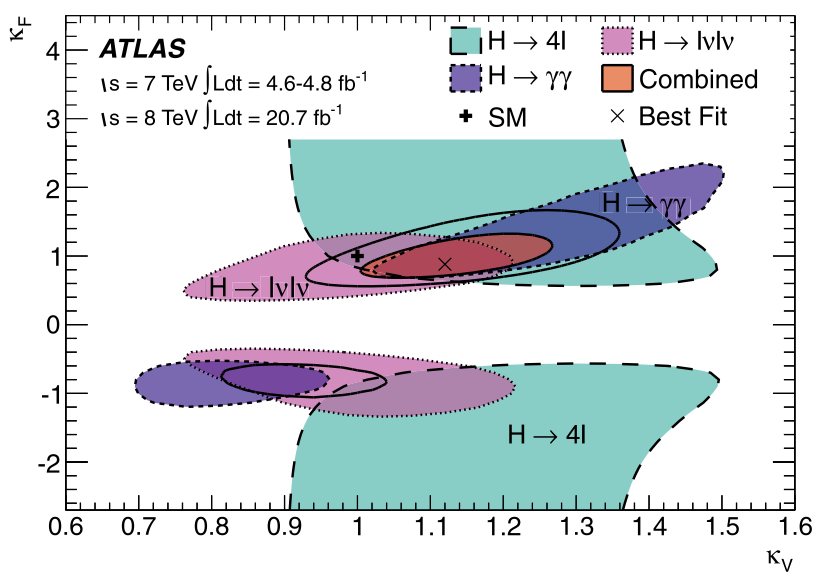 κ_F
ATLAS
√s = 7 TeV ∫Ldt = 4.6-4.8 fb⁻¹
√s = 8 TeV ∫Ldt = 20.7 fb⁻¹
H → 4l
H → lνlν
H → γγ
Combined
SM
Best Fit
4
3
2
1
0
-1
-2
H → γγ
H → lνlν
H → 4l
0.6 0.7 0.8 0.9 1 1.1 1.2 1.3 1.4 1.5 1.6
κ_V